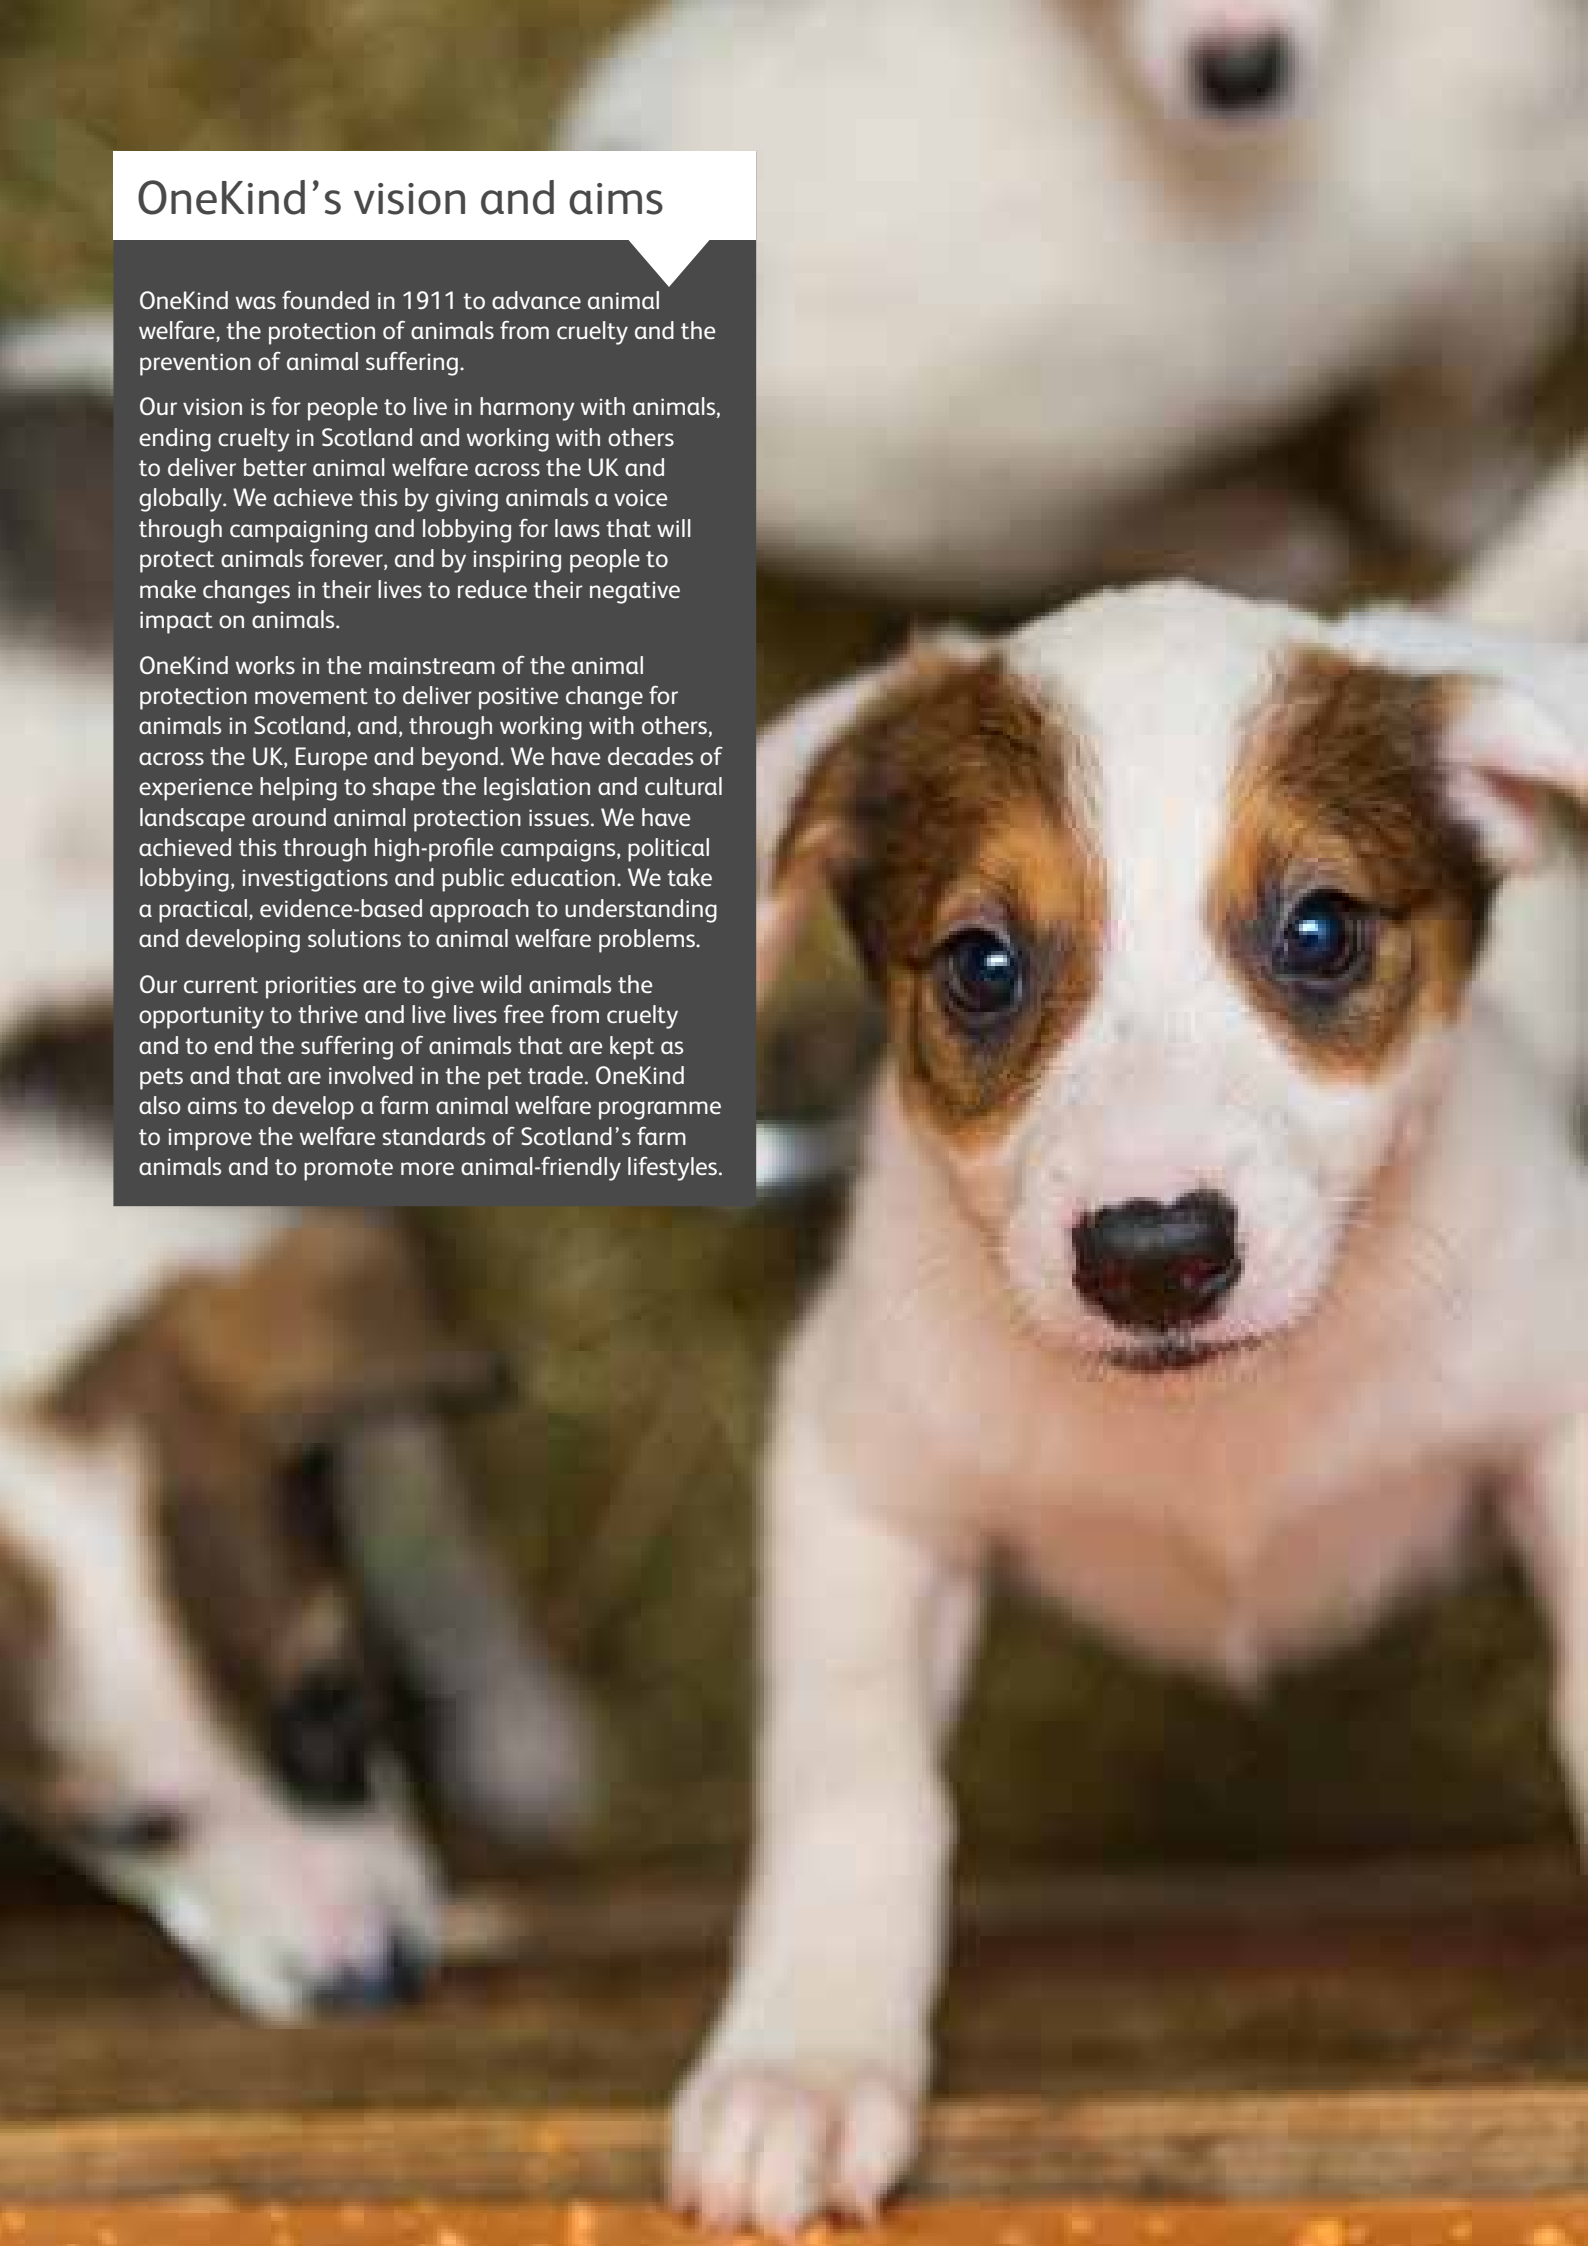 OneKind’s vision and aims
OneKind was founded in 1911 to advance animal
welfare, the protection of animals from cruelty and the
prevention of animal suffering.
Our vision is for people to live in harmony with animals,
ending cruelty in Scotland and working with others
to deliver better animal welfare across the UK and
globally. We achieve this by giving animals a voice
through campaigning and lobbying for laws that will
protect animals forever, and by inspiring people to
make changes in their lives to reduce their negative
impact on animals.
OneKind works in the mainstream of the animal
protection movement to deliver positive change for
animals in Scotland, and, through working with others,
across the UK, Europe and beyond. We have decades of
experience helping to shape the legislation and cultural
landscape around animal protection issues. We have
achieved this through high-profile campaigns, political
lobbying, investigations and public education. We take
a practical, evidence-based approach to understanding
and developing solutions to animal welfare problems.
Our current priorities are to give wild animals the
opportunity to thrive and live lives free from cruelty
and to end the suffering of animals that are kept as
pets and that are involved in the pet trade. OneKind
also aims to develop a farm animal welfare programme
to improve the welfare standards of Scotland’s farm
animals and to promote more animal-friendly lifestyles.